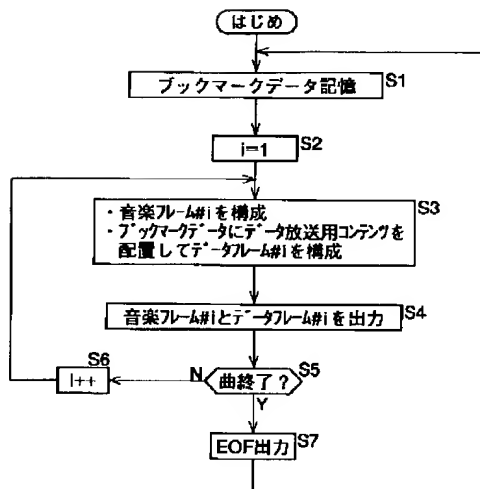 はじめ
ブックマークデータ記憶 S1
i=1 S2
・音楽フレーム#iを構成 S3
・ブックマークデータにデータ放送用コンテンツを
配置してデータフレーム#iを構成
音楽フレーム#iとデータフレーム#iを出力 S4
S6
I++
N
曲終了？ S5
Y
EOF出力 S7